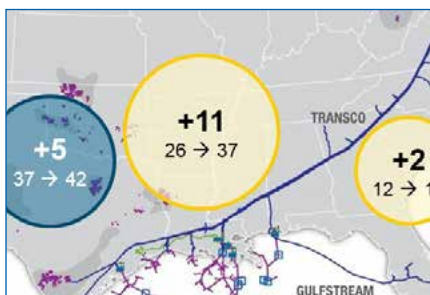 +11
26 → 37
TRANSCO
+5
37 → 42
+2
12 → 1
GULFSTREAM